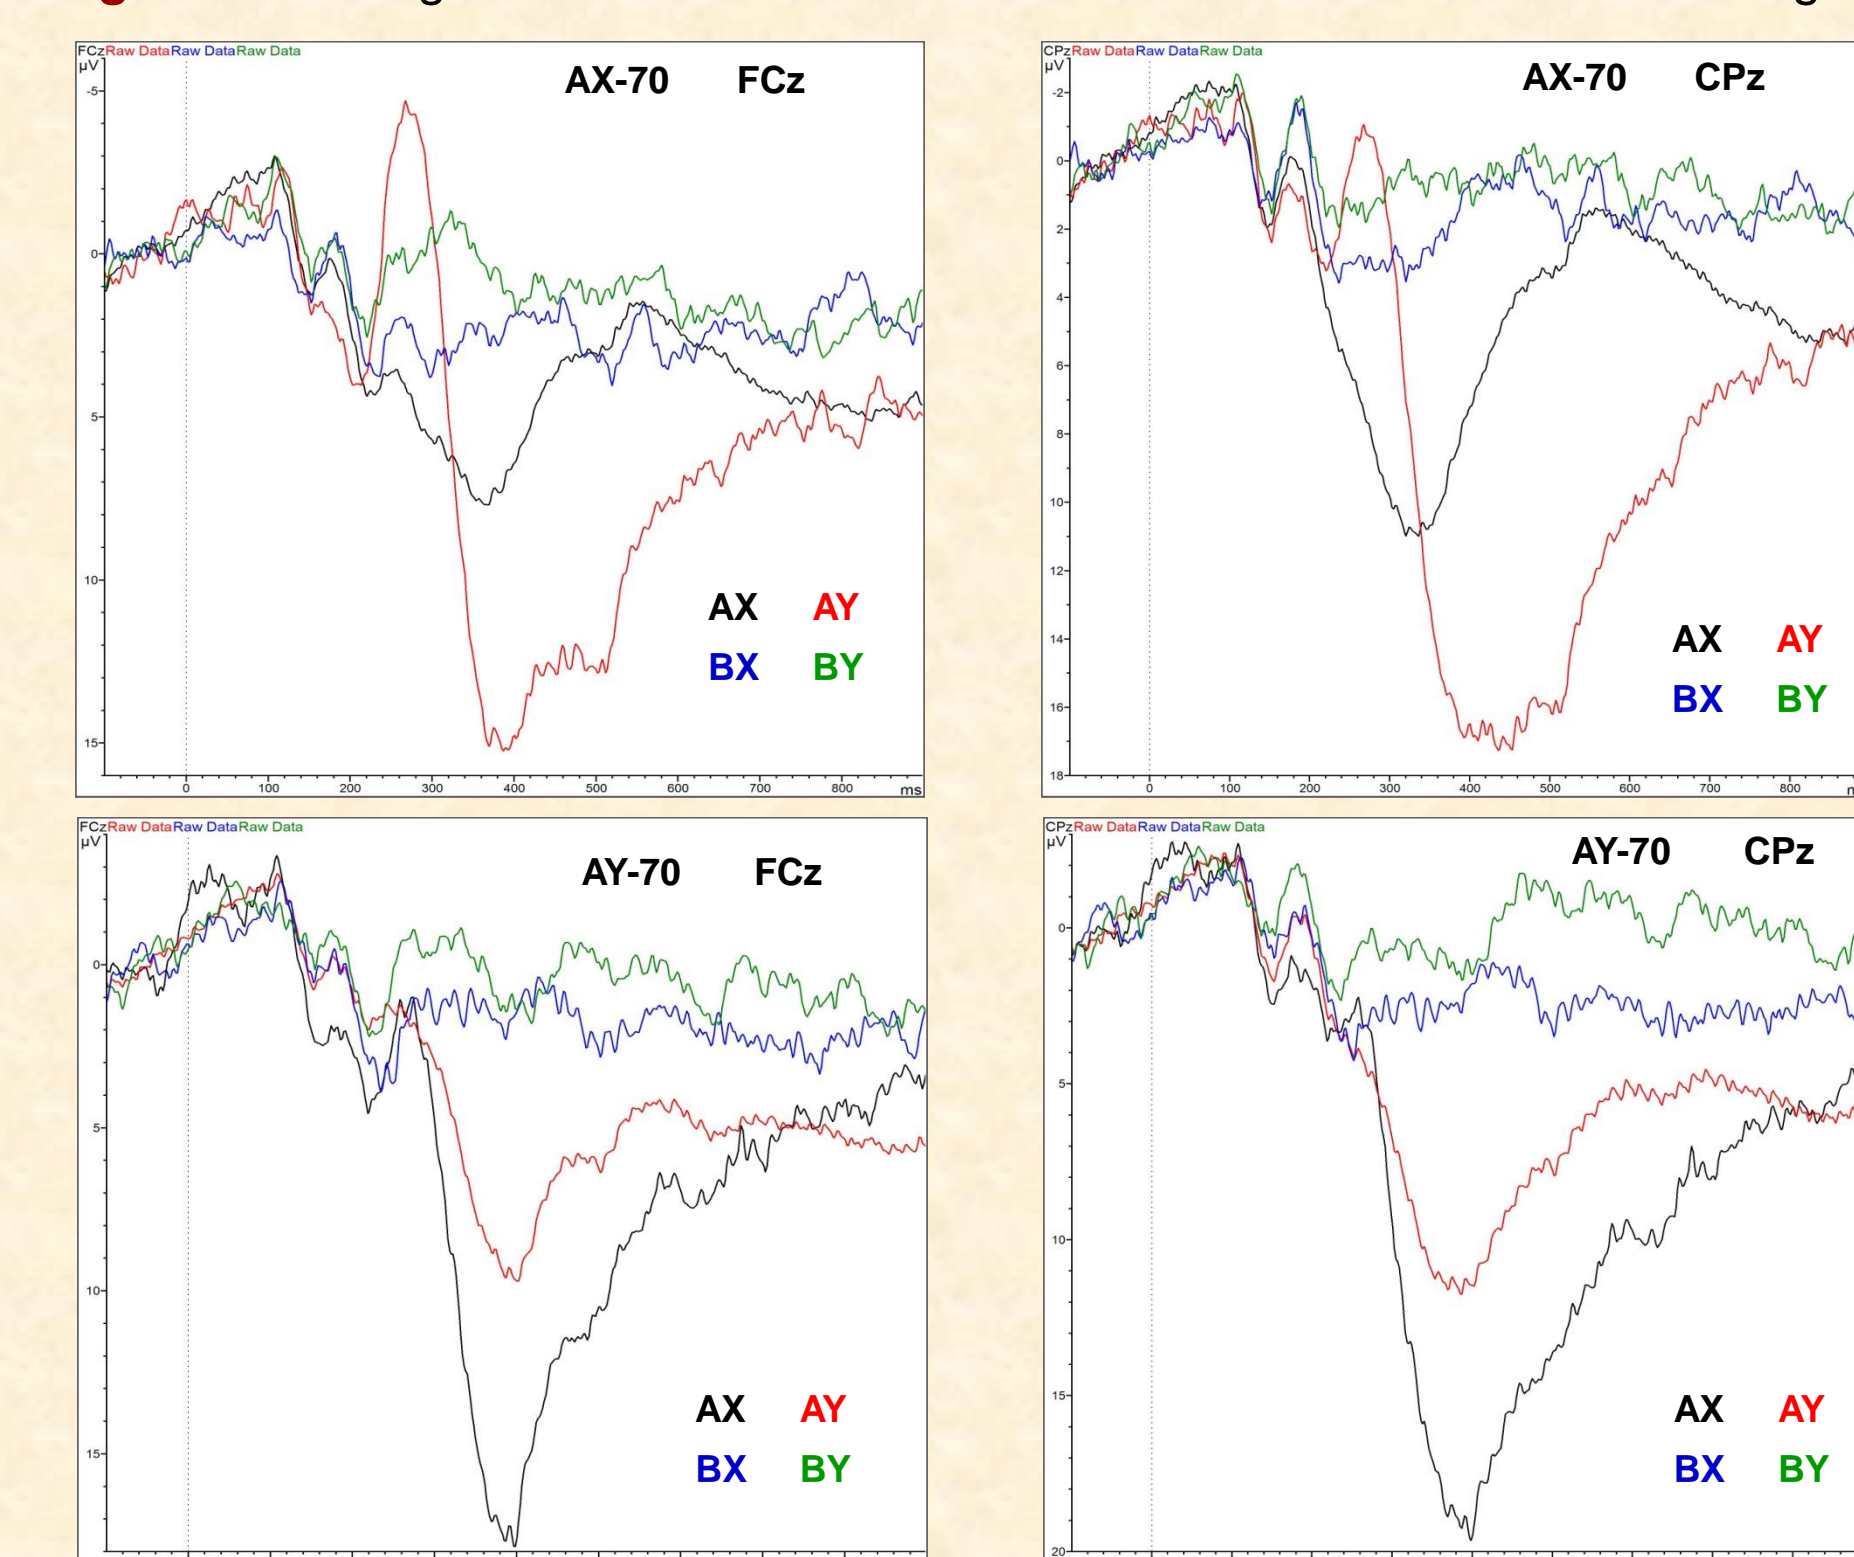 FCzRaw DataRaw DataRaw Data
µV
AX-70 FCz
-5
0
5
10
15
AX AY
BX BY
0 100 200 300 400 500 600 700 800 ms
CPzRaw DataRaw DataRaw Data
µV
AX-70 CPz
-2
0
2
4
6
8
10
12
14
16
18
AX AY
BX BY
0 100 200 300 400 500 600 700 800
FCzRaw DataRaw DataRaw Data
µV
AY-70 FCz
0
5
10
15
AX AY
BX BY
CPzRaw DataRaw DataRaw Data
µV
AY-70 CPz
0
5
10
15
20
AX AY
BX BY